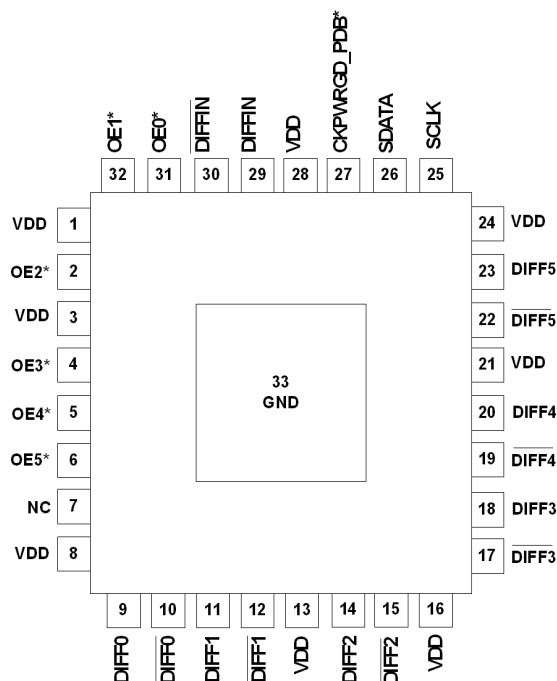 OE1*
OE0*
DIFFIN
DIFFIN
VDD
CKPWRGD_PDB*
SDATA
SCLK
32
31
30
29
28
27
26
25
VDD 1
OE2* 2
VDD 3
OE3* 4
OE4* 5
OE5* 6
NC 7
VDD 8
33
GND
24 VDD
23 DIFF5
22 DIFF5
21 VDD
20 DIFF4
19 DIFF4
18 DIFF3
17 DIFF3
9
10
11
12
13
14
15
16
DIFF0
DIFF0
DIFF1
DIFF1
VDD
DIFF2
DIFF2
VDD